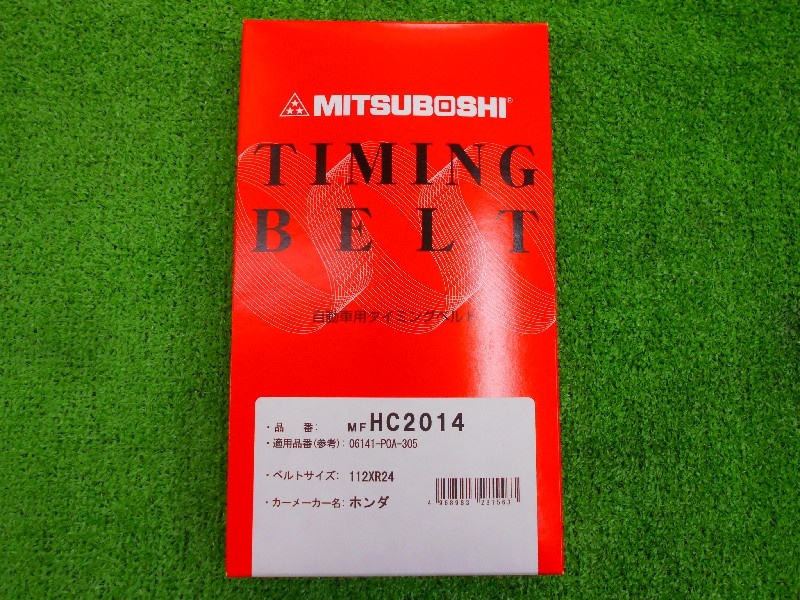 MITSUBOSHI®
TIMING
BELT
自動車用タイミングベルト
・品 番: MF HC2014
・適用品番(参考): 06141-P0A-305
・ベルトサイズ: 112XR24
・カーメーカー名: ホンダ